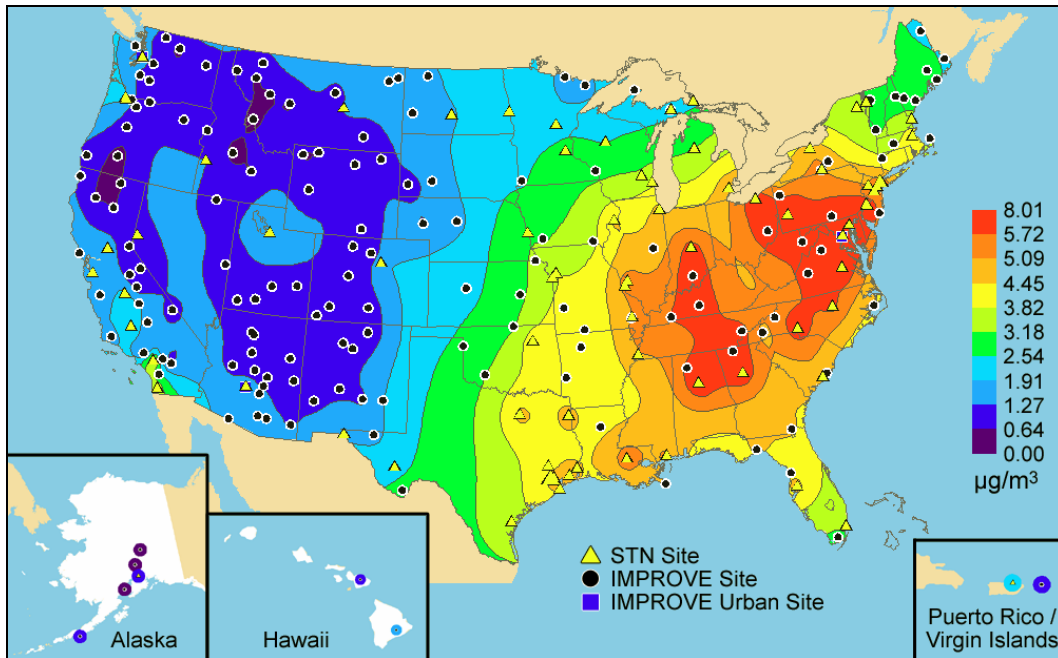 8.01
5.72
5.09
4.45
3.82
3.18
2.54
1.91
1.27
0.64
0.00
µg/m³
STN Site
IMPROVE Site
IMPROVE Urban Site
Alaska
Hawaii
Puerto Rico /
Virgin Islands